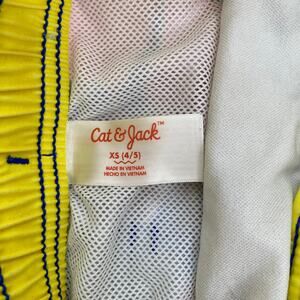 Cat & Jack™
XS (4/5)
MADE IN VIETNAM
HECHO EN VIETNAM